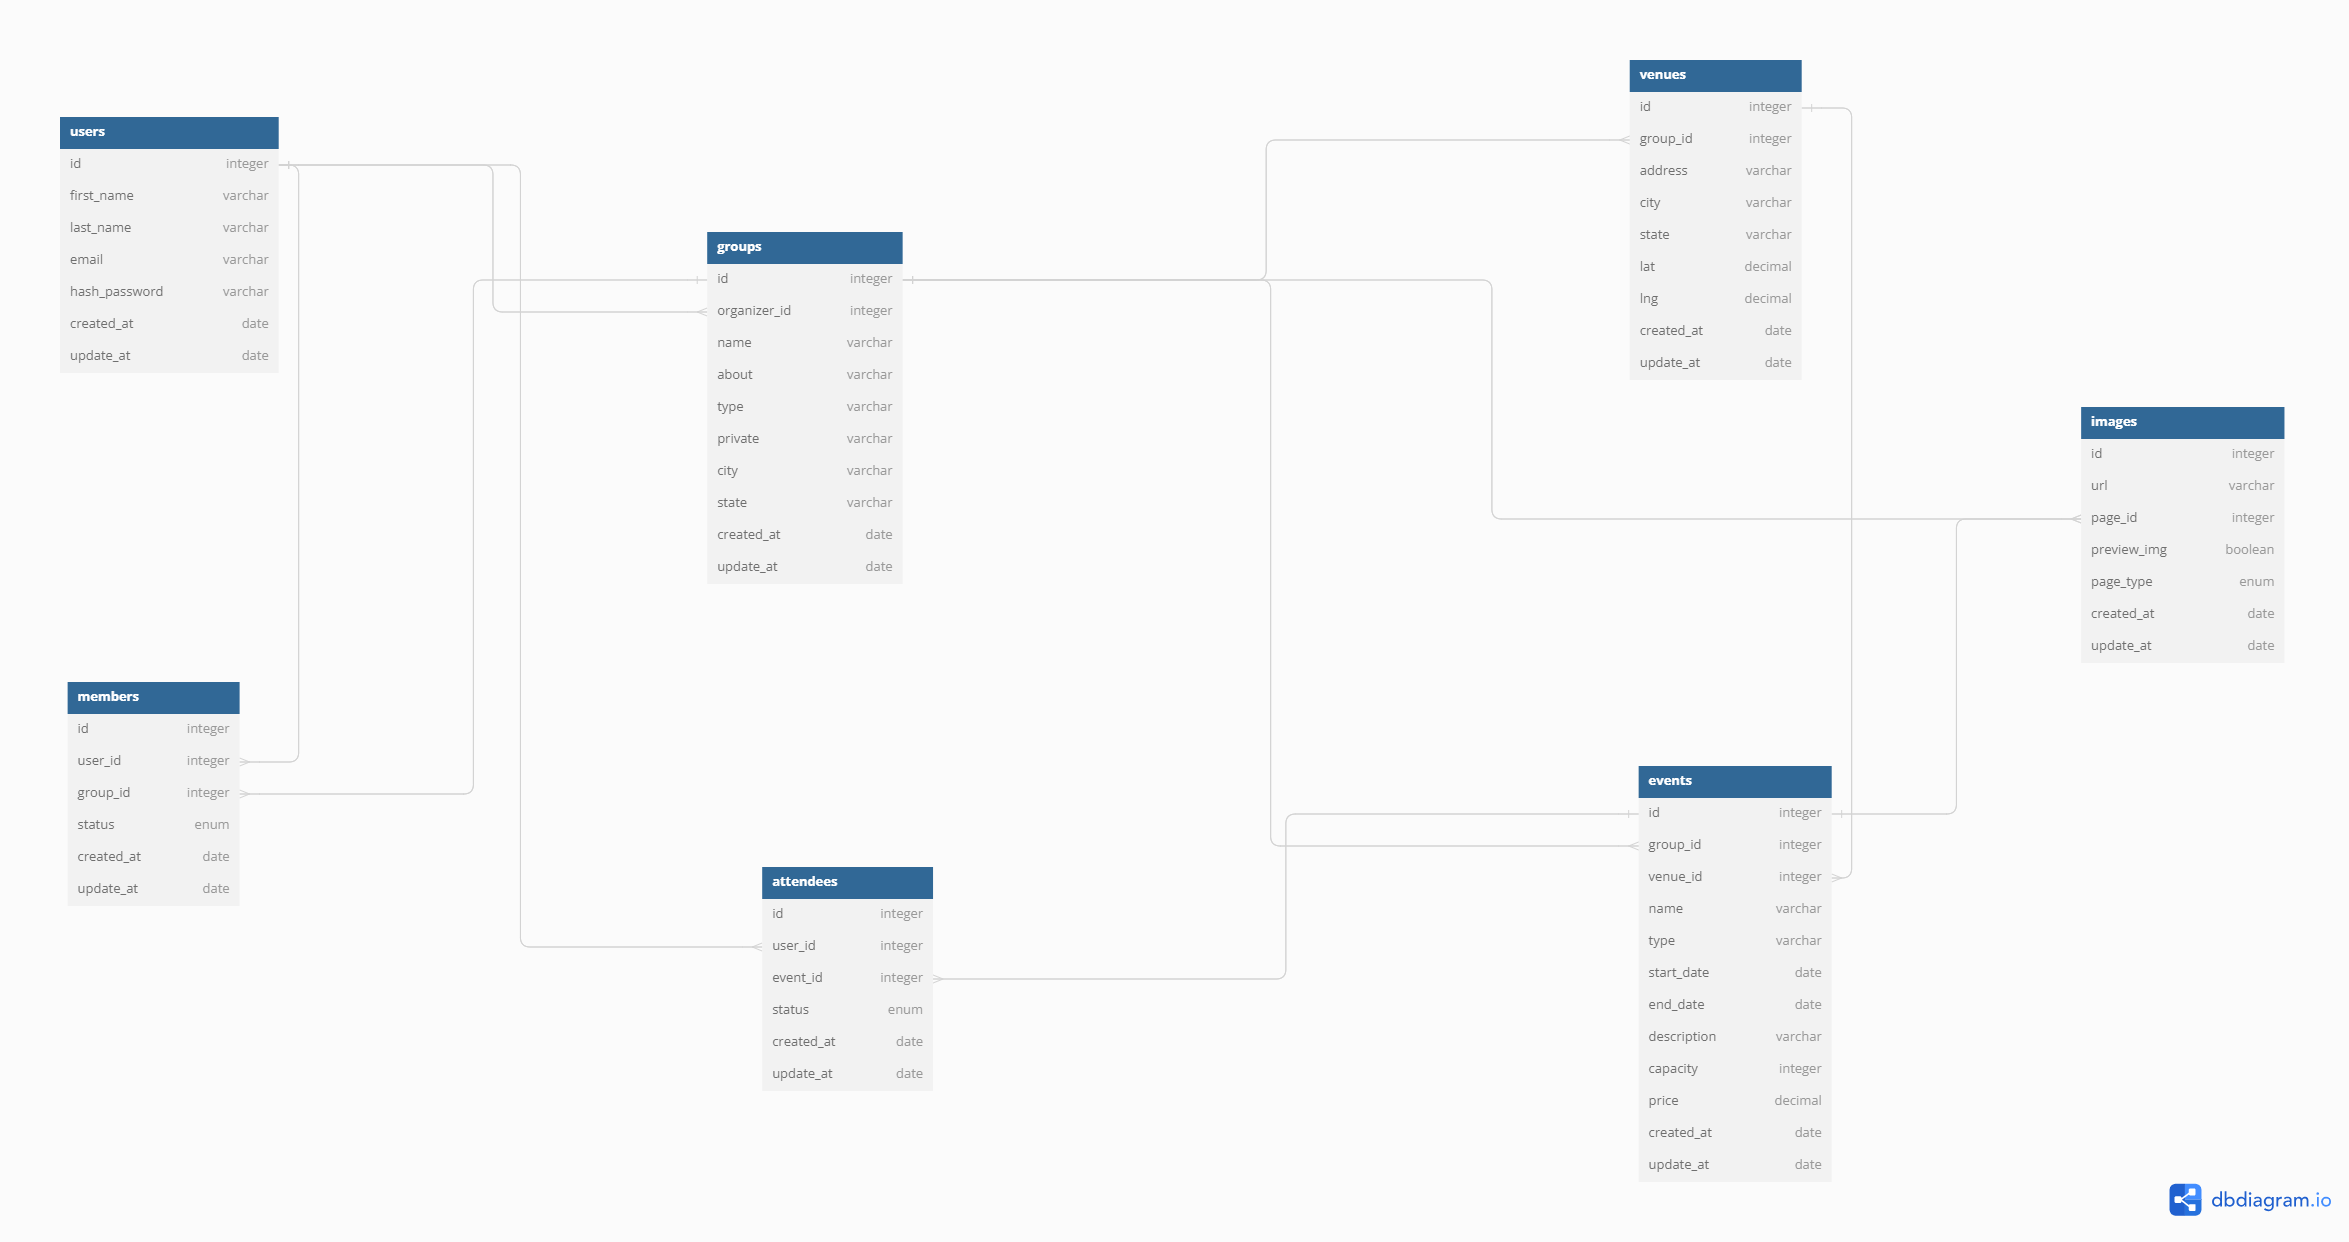 users
id integer
first_name varchar
last_name varchar
email varchar
hash_password varchar
created_at date
update_at date
members
id integer
user_id integer
group_id integer
status enum
created_at date
update_at date
groups
id integer
organizer_id integer
name varchar
about varchar
type varchar
private varchar
city varchar
state varchar
created_at date
update_at date
attendees
id integer
user_id integer
event_id integer
status enum
created_at date
update_at date
venues
id integer
group_id integer
address varchar
city varchar
state varchar
lat decimal
lng decimal
created_at date
update_at date
events
id integer
group_id integer
venue_id integer
name varchar
type varchar
start_date date
end_date date
description varchar
capacity integer
price decimal
created_at date
update_at date
images
id integer
url varchar
page_id integer
preview_img boolean
page_type enum
created_at date
update_at date
dbdiagram.io